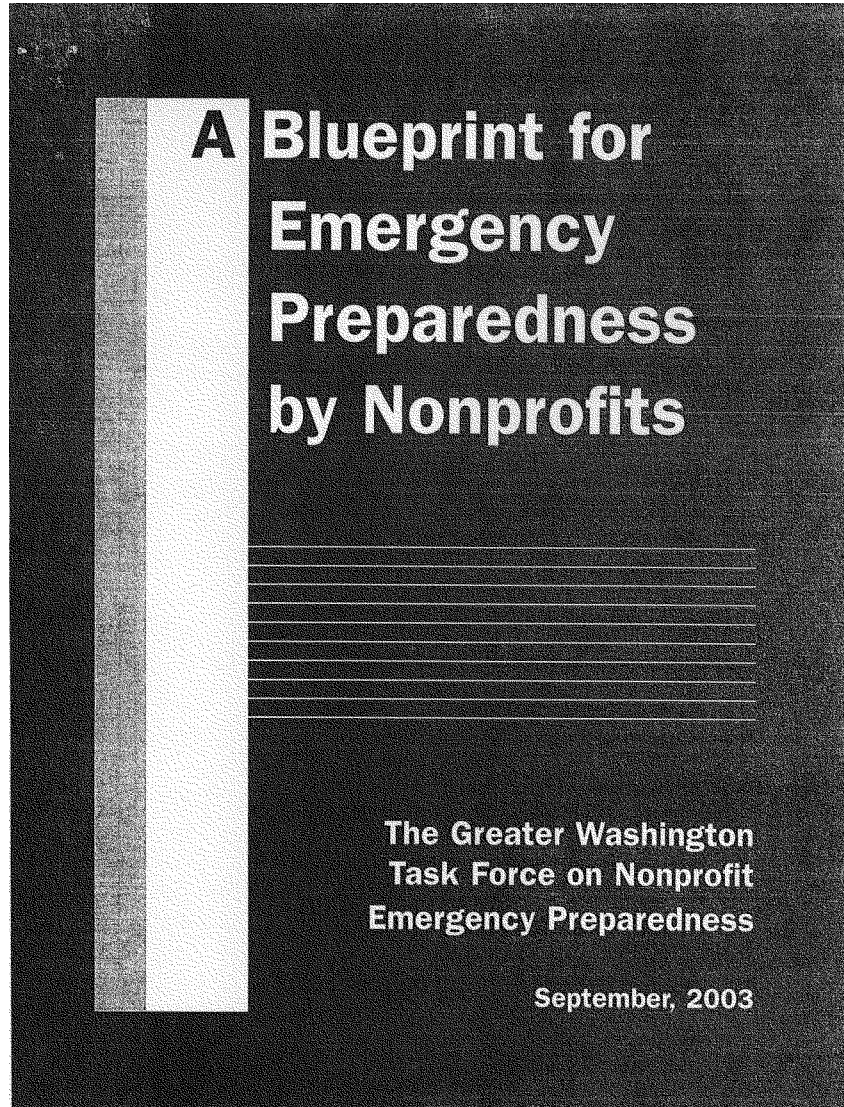 A Blueprint for
Emergency
Preparedness
by Nonprofits
The Greater Washington
Task Force on Nonprofit
Emergency Preparedness
September, 2003